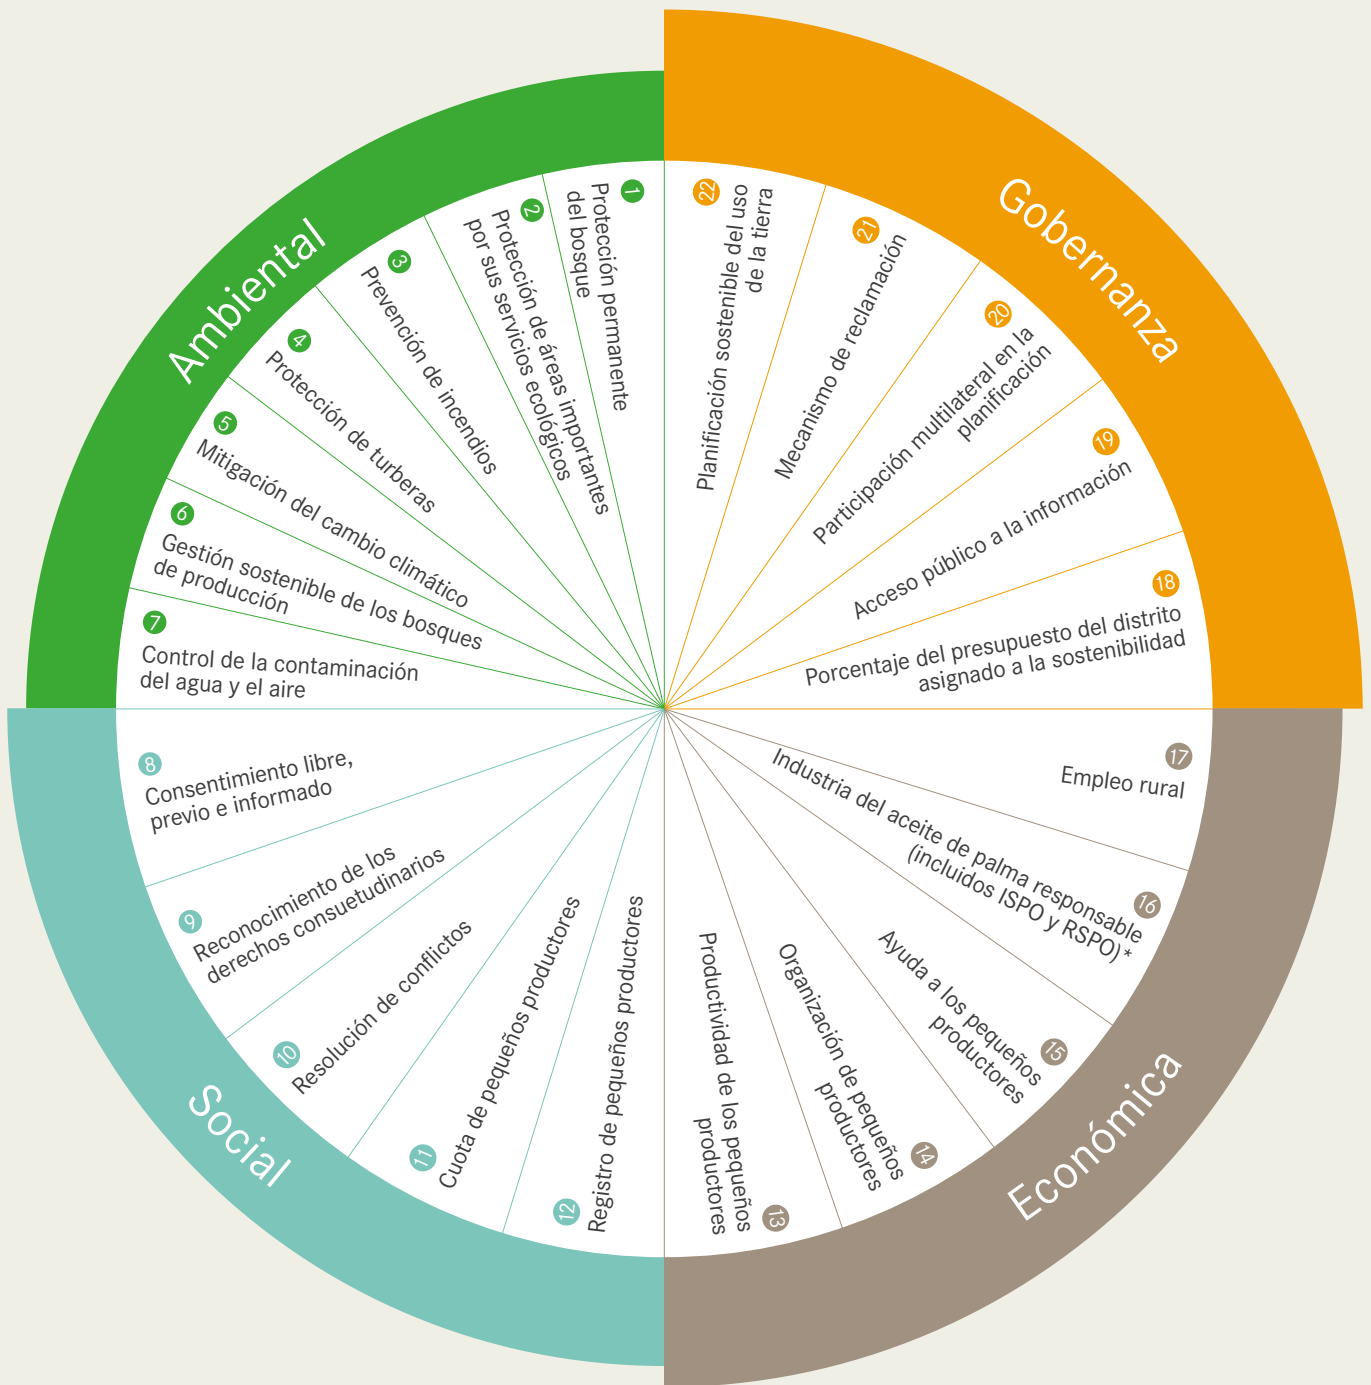 Ambiental
1
Protección permanente
del bosque
2
Protección de áreas importantes
por sus servicios ecológicos
3
Prevención de incendios
4
Protección de turberas
5
Mitigación del cambio climático
6
Gestión sostenible de los bosques
de producción
7
Control de la contaminación
del agua y el aire
Social
8
Consentimiento libre,
previo e informado
9
Reconocimiento de los
derechos consuetudinarios
10
Resolución de conflictos
11
Cuota de pequeños productores
12
Registro de pequeños productores
Económica
13
Productividad de los pequeños
productores
14
Organización de pequeños
productores
15
Ayuda a los pequeños
productores
16
Industria del aceite de palma responsable
(incluidos ISPO y RSPO)*
17
Empleo rural
Gobernanza
18
Porcentaje del presupuesto del distrito
asignado a la sostenibilidad
19
Acceso público a la información
20
Participación multilateral en la
planificación
21
Mecanismo de reclamación
22
Planificación sostenible del uso
de la tierra